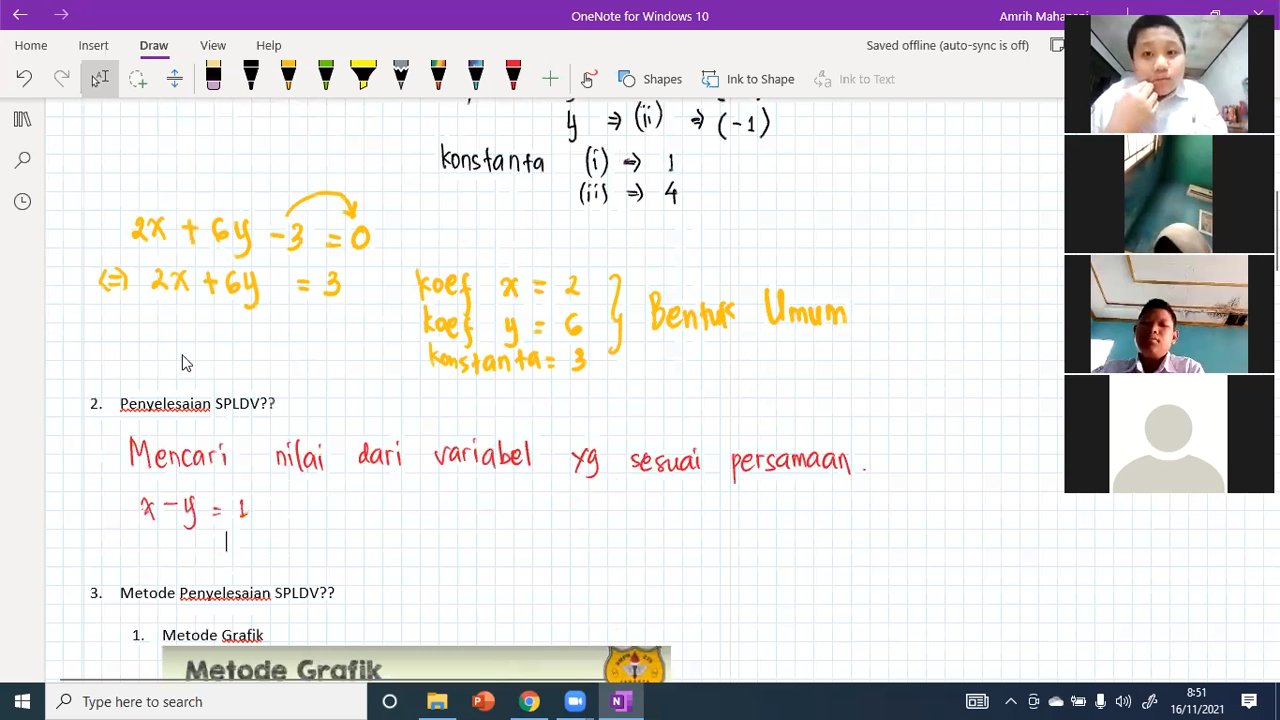 OneNote for Windows 10
Home Insert Draw View Help
Saved offline (auto-sync is off)
Shapes Ink to Shape Ink to Text
y => (ii) => (-1)
konstanta (i) => 1
(ii) => 4
2x + 6y - 3 = 0
<=> 2x + 6y = 3
koef x = 2
koef y = 6
konstanta = 3
Bentuk Umum
2. Penyelesaian SPLDV??
Mencari nilai dari variabel yg sesuai persamaan.
x - y = 1
3. Metode Penyelesaian SPLDV??
1. Metode Grafik
Metode Grafik
Type here to search
8:51
16/11/2021